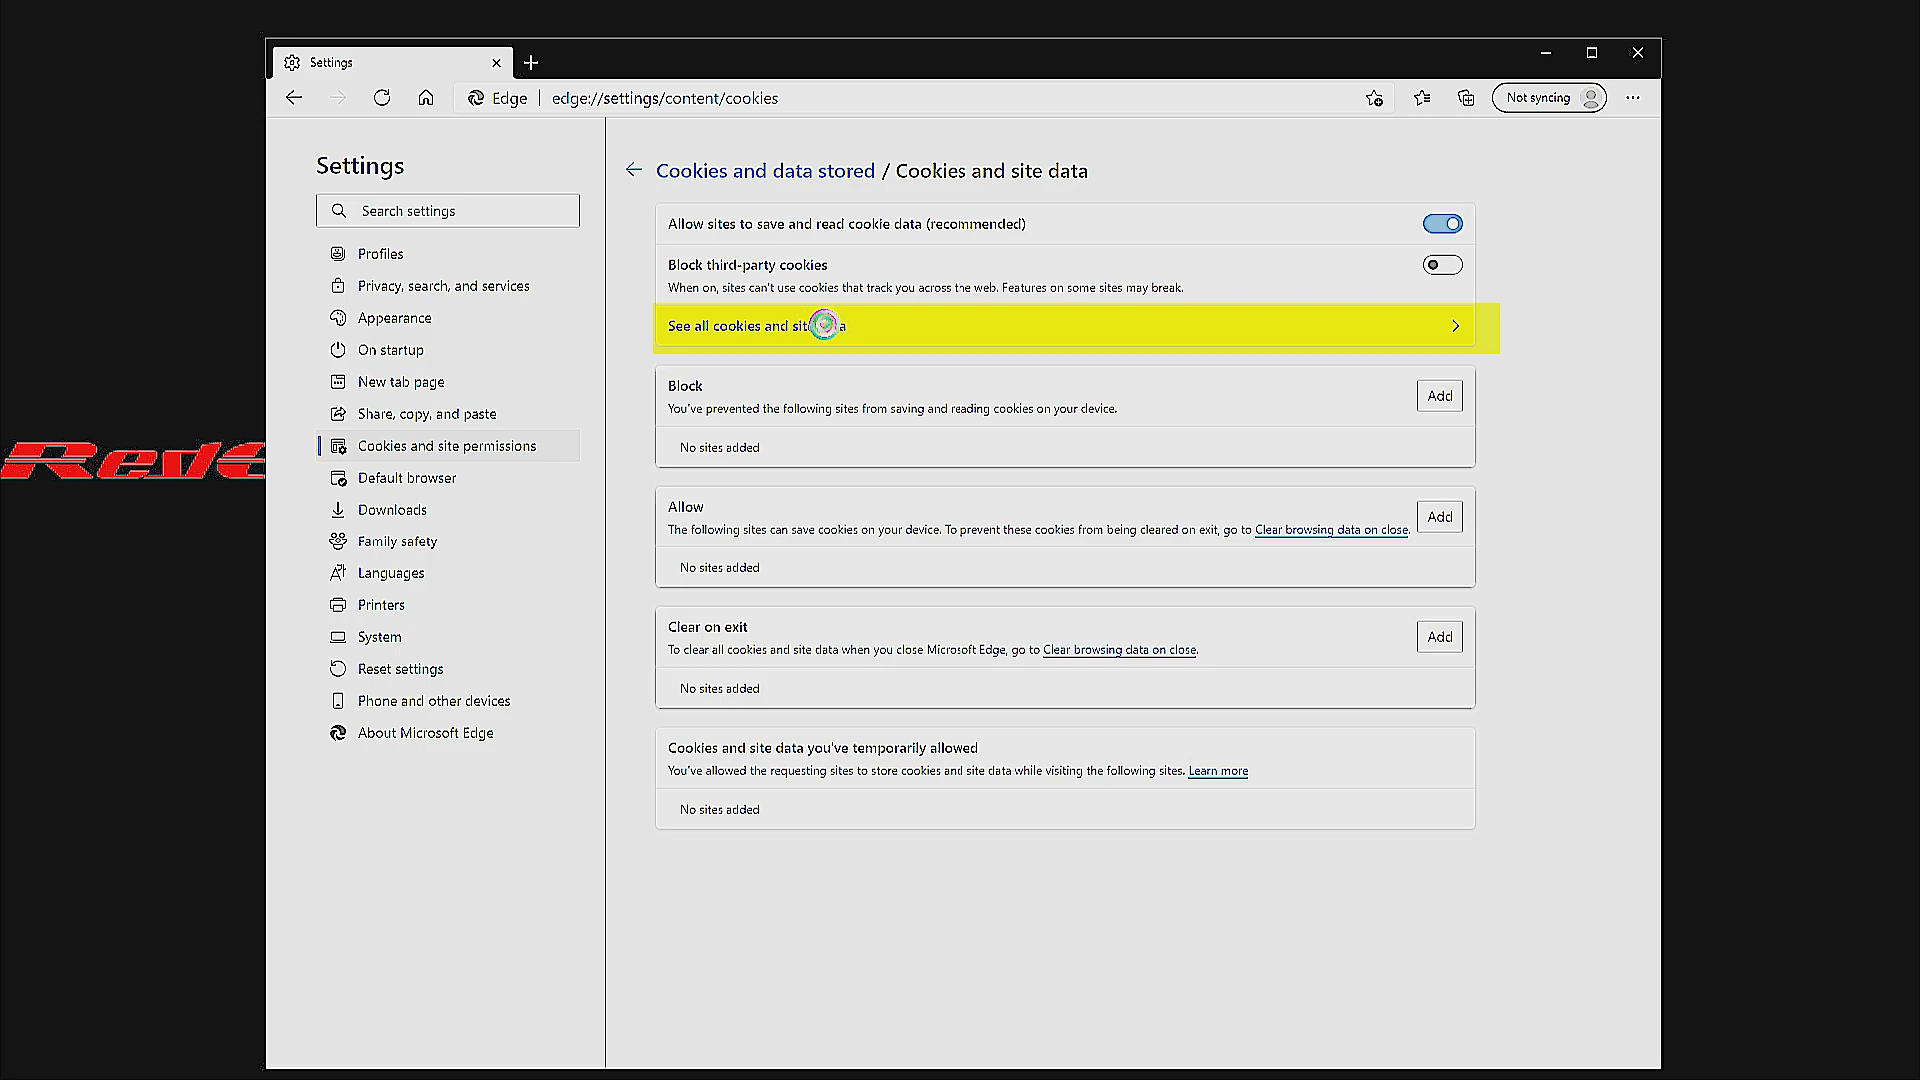 Settings
Edge
edge://settings/content/cookies
Not syncing
Settings
Search settings
Profiles
Privacy, search, and services
Appearance
On startup
New tab page
Share, copy, and paste
Cookies and site permissions
Default browser
Downloads
Family safety
Languages
Printers
System
Reset settings
Phone and other devices
About Microsoft Edge
Cookies and data stored / Cookies and site data
Allow sites to save and read cookie data (recommended)
Block third-party cookies
When on, sites can't use cookies that track you across the web. Features on some sites may break.
See all cookies and
Block
Add
You've prevented the following sites from saving and reading cookies on your device.
No sites added
Allow
Add
The following sites can save cookies on your device. To prevent these cookies from being cleared on exit, go to Clear browsing data on close.
No sites added
Clear on exit
Add
To clear all cookies and site data when you close Microsoft Edge, go to Clear browsing data on close.
No sites added
Cookies and site data you've temporarily allowed
You've allowed the requesting sites to store cookies and site data while visiting the following sites. Learn more
No sites added